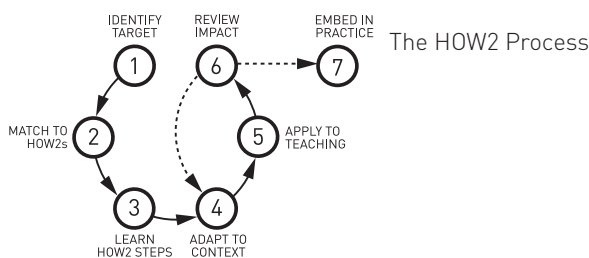 The HOW2 Process
IDENTIFY
TARGET
1
MATCH TO
HOW2s
2
3
LEARN
HOW2 STEPS
4
ADAPT TO
CONTEXT
5
APPLY TO
TEACHING
REVIEW
IMPACT
6
EMBED IN
PRACTICE
7